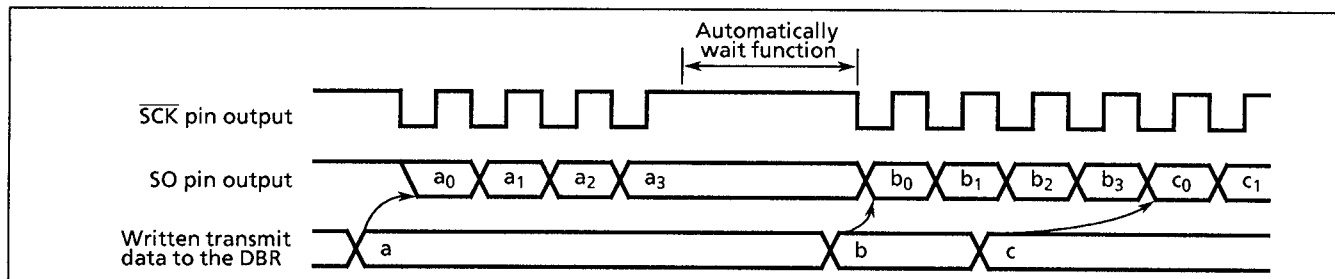 Automatically
wait function
SCK pin output
SO pin output
a0 a1 a2 a3 b0 b1 b2 b3 c0 c1
Written transmit
data to the DBR
a b c